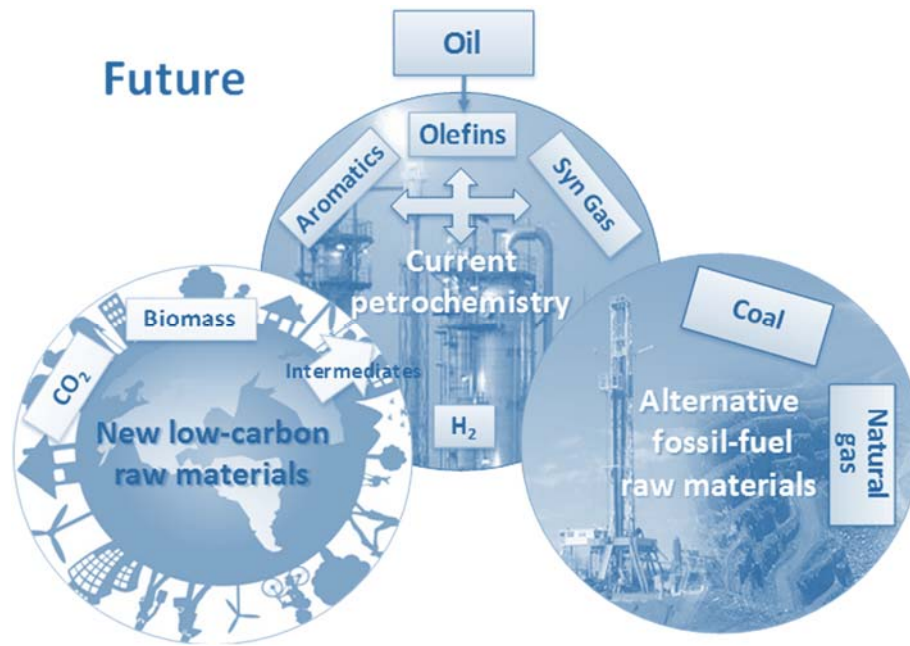 Future
Oil
Olefins
Aromatics
Syn Gas
Current
petrochemistry
H₂
Biomass
CO₂
Intermediates
New low-carbon
raw materials
Coal
Natural
gas
Alternative
fossil-fuel
raw materials